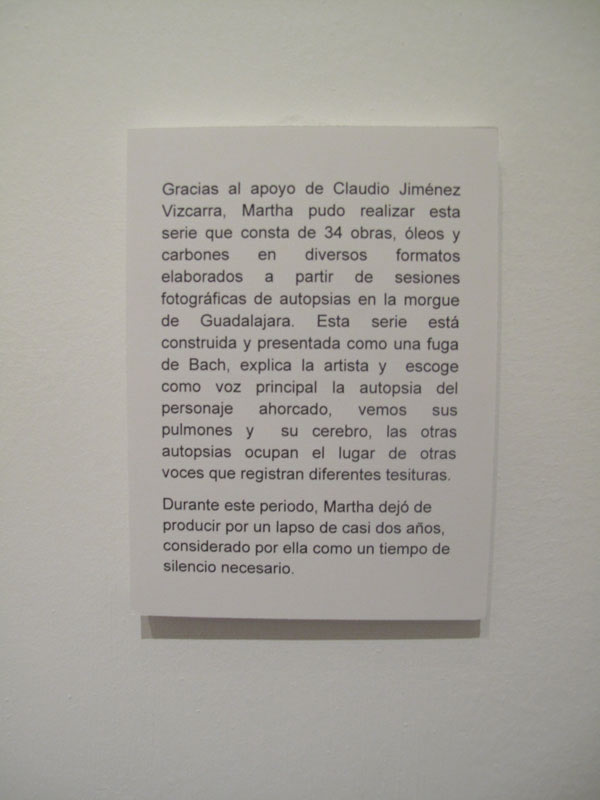 Gracias al apoyo de Claudio Jiménez
Vizcarra, Martha pudo realizar esta
serie que consta de 34 obras, óleos y
carbones en diversos formatos
elaborados a partir de sesiones
fotográficas de autopsias en la morgue
de Guadalajara. Esta serie está
construida y presentada como una fuga
de Bach, explica la artista y escoge
como voz principal la autopsia del
personaje ahorcado, vemos sus
pulmones y su cerebro, las otras
autopsias ocupan el lugar de otras
voces que registran diferentes tesituras.
Durante este periodo, Martha dejó de
producir por un lapso de casi dos años,
considerado por ella como un tiempo de
silencio necesario.